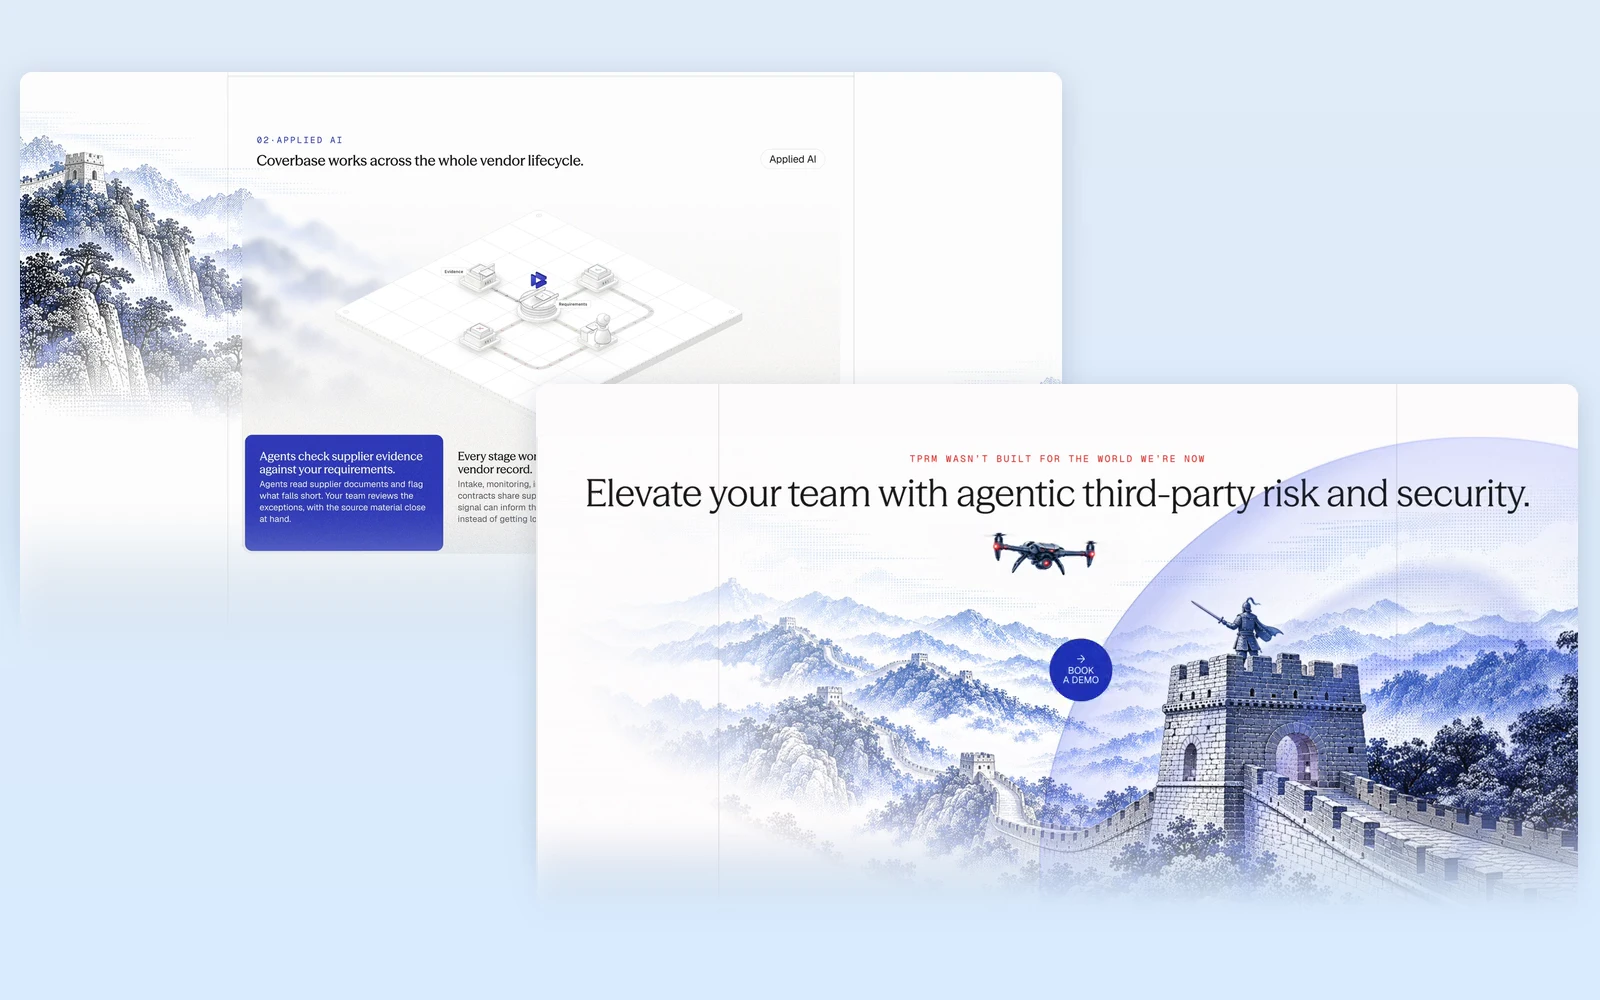 02·APPLIED AI
Coverbase works across the whole vendor lifecycle.
Applied AI
Evidence
Requirements
Agents check supplier evidence
against your requirements.
Agents read supplier documents and flag
what falls short. Your team reviews the
exceptions, with the source material close
at hand.
Every stage
vendor record.
Intake, monitoring,
contracts share
signal can inform
instead of getting
TPRM WASN'T BUILT FOR THE WORLD WE'RE NOW
Elevate your team with agentic third-party risk and security.
→
BOOK
A DEMO